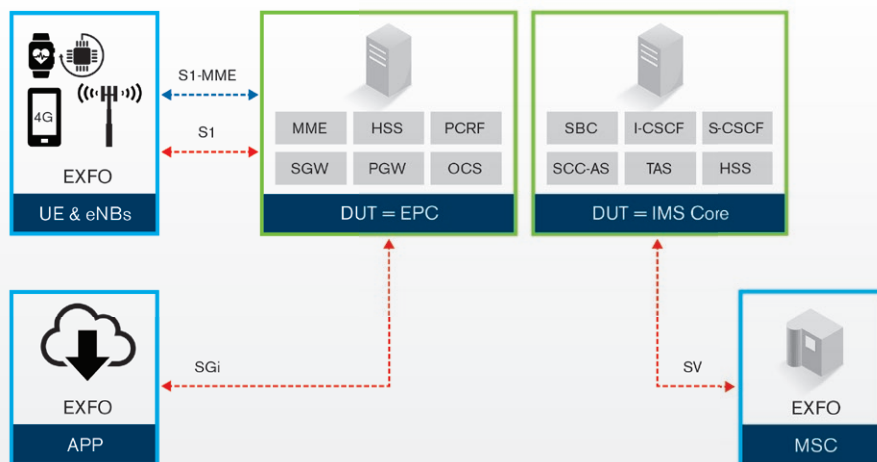 4G
EXFO
UE & eNBs
S1-MME
S1
MME HSS PCRF
SGW PGW OCS
DUT = EPC
SBC I-CSCF S-CSCF
SCC-AS TAS HSS
DUT = IMS Core
EXFO
APP
SGi
SV
EXFO
MSC